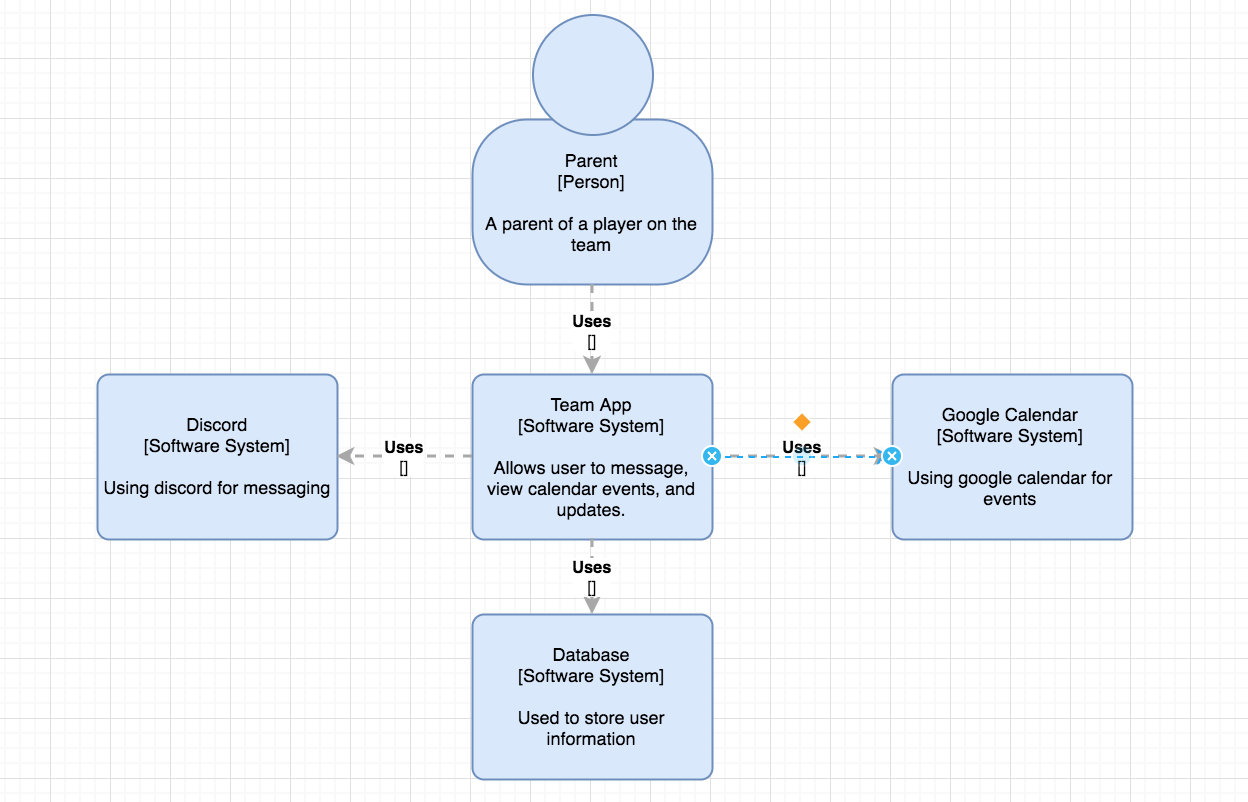 Parent
[Person]
A parent of a player on the
team
Uses
[]
Discord
[Software System]
Using discord for messaging
Uses
[]
Team App
[Software System]
Allows user to message,
view calendar events, and
updates.
Uses
[]
Google Calendar
[Software System]
Using google calendar for
events
Uses
[]
Database
[Software System]
Used to store user
information